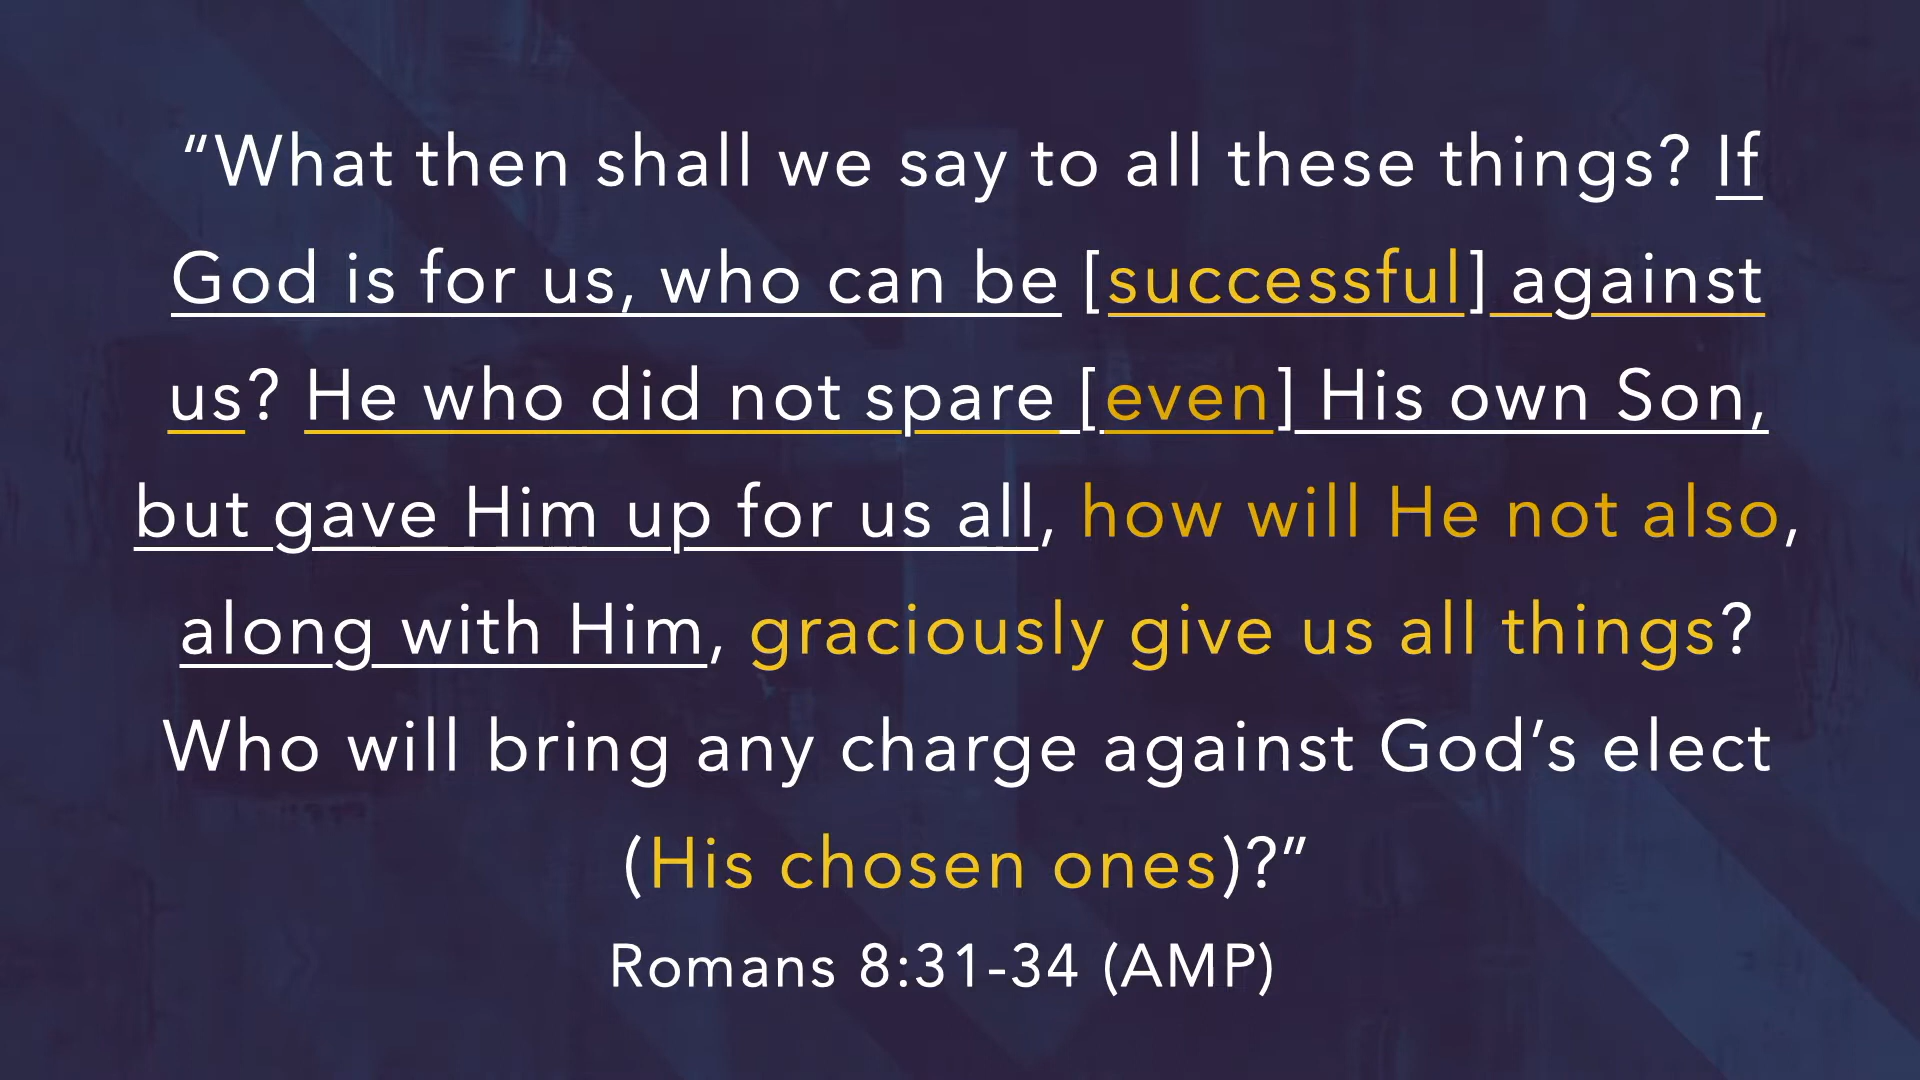 “What then shall we say to all these things? If
God is for us, who can be [successful] against
us? He who did not spare [even] His own Son,
but gave Him up for us all, how will He not also,
along with Him, graciously give us all things?
Who will bring any charge against God’s elect
(His chosen ones)?”
Romans 8:31-34 (AMP)